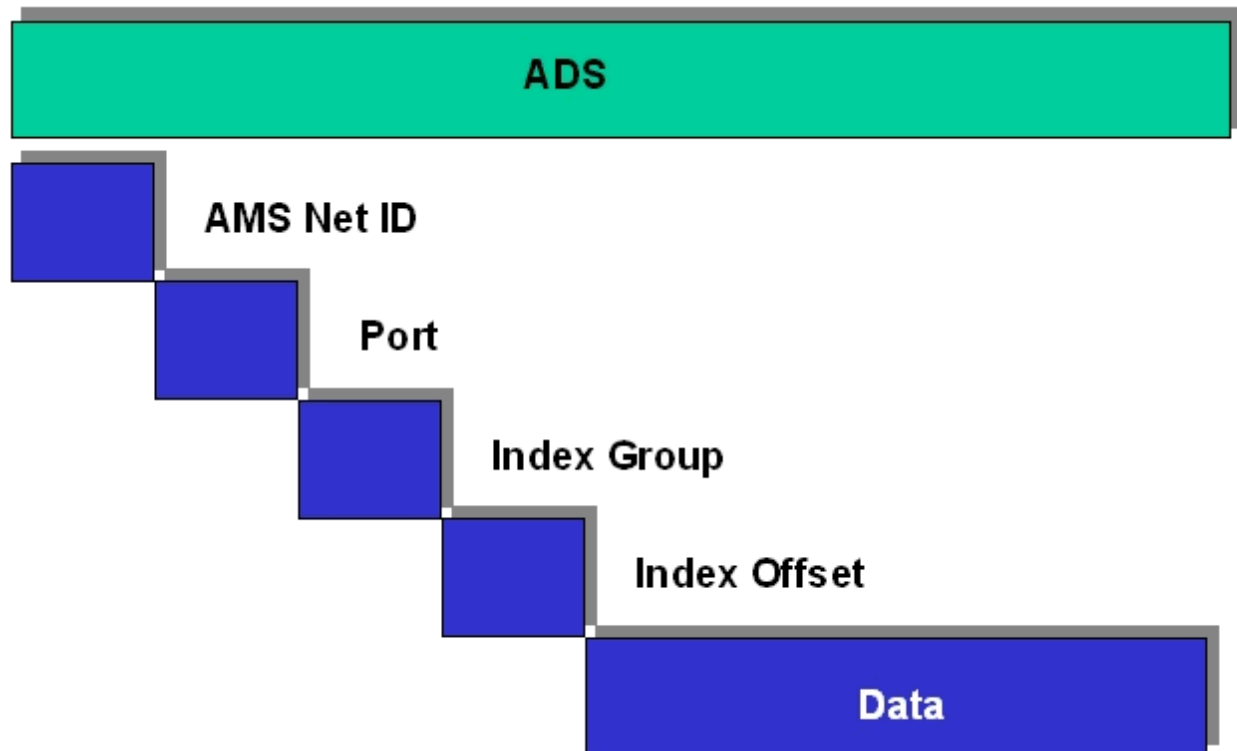 ADS
AMS Net ID
Port
Index Group
Index Offset
Data